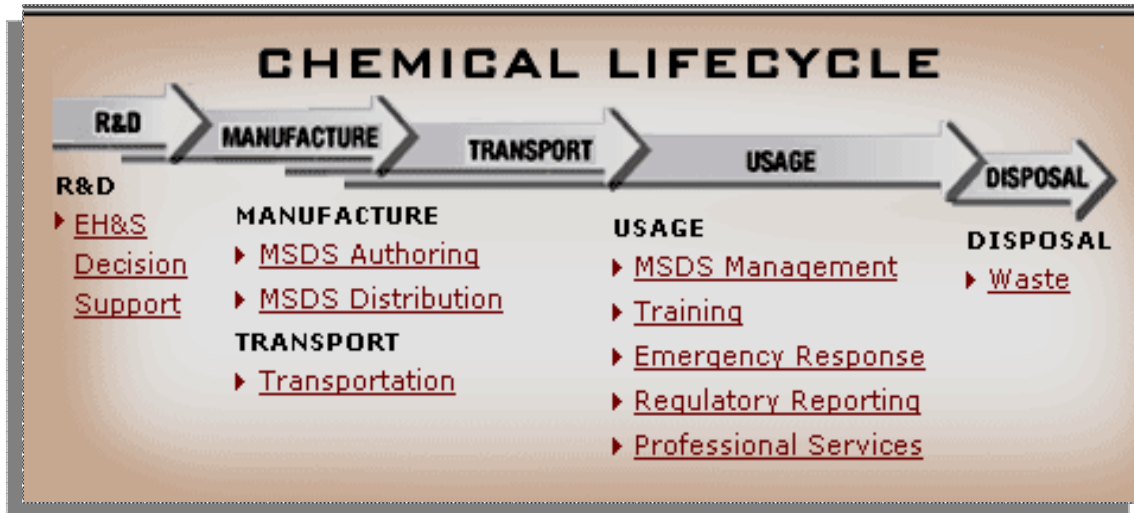 CHEMICAL LIFECYCLE
R&D
MANUFACTURE
TRANSPORT
USAGE
DISPOSAL
R&D
EH&S
Decision
Support
MANUFACTURE
MSDS Authoring
MSDS Distribution
TRANSPORT
Transportation
USAGE
MSDS Management
Training
Emergency Response
Regulatory Reporting
Professional Services
DISPOSAL
Waste